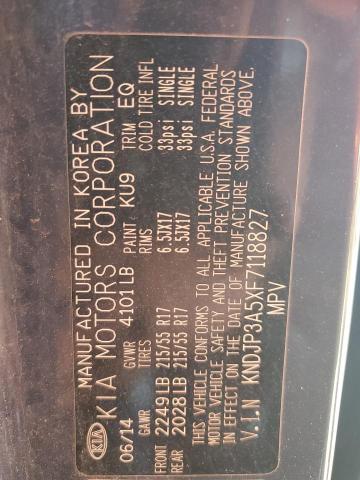 MANUFACTURED IN KOREA BY
KIA KIA MOTORS CORPORATION
06/14 GVWR 4101LB PAINT KU9 TRIM EQ
GAWR TIRES RIMS COLD TIRE INFL
FRONT 2249LB 215/55 R17 6.5JX17 33psi SINGLE
REAR 2028LB 215/55 R17 6.5JX17 33psi SINGLE
THIS VEHICLE CONFORMS TO ALL APPLICABLE U.S.A. FEDERAL
MOTOR VEHICLE SAFETY AND THEFT PREVENTION STANDARDS
IN EFFECT ON THE DATE OF MANUFACTURE SHOWN ABOVE.
V.I.N KNDJP3A5XF7118827
MPV